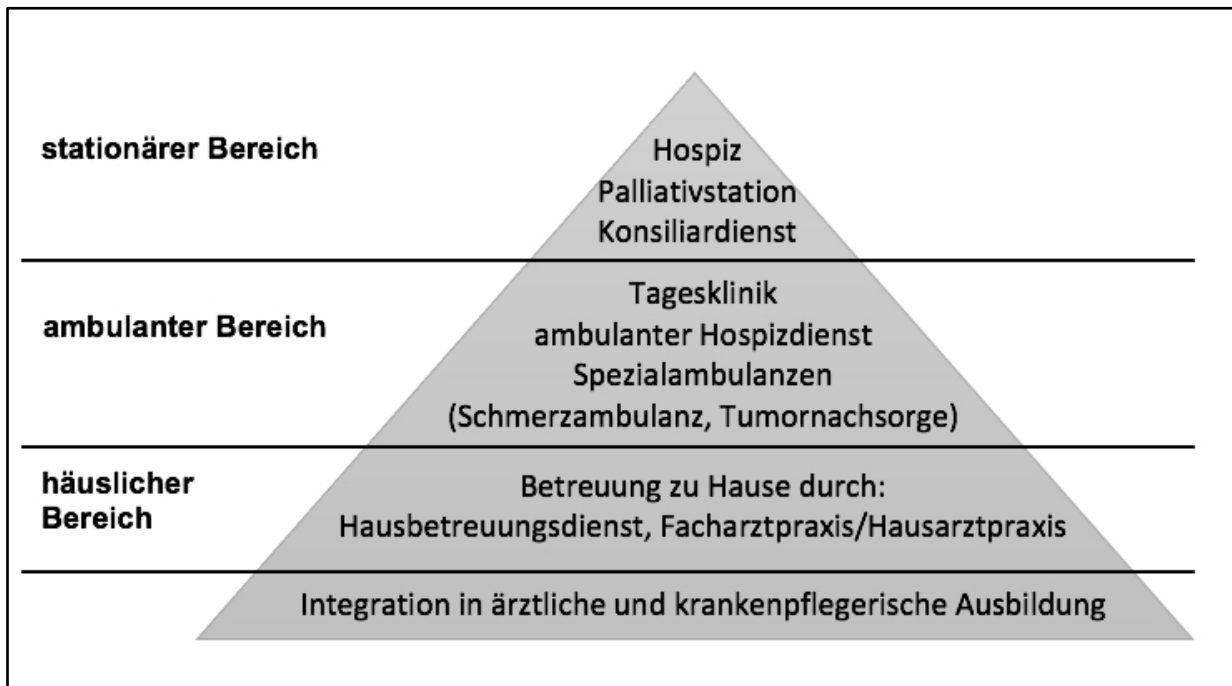 stationärer Bereich
Hospiz
Palliativstation
Konsiliardienst
ambulanter Bereich
Tagesklinik
ambulanter Hospizdienst
Spezialambulanzen
(Schmerzambulanz, Tumornachsorge)
häuslicher
Bereich
Betreuung zu Hause durch:
Hausbetreuungsdienst, Facharztpraxis/Hausarztpraxis
Integration in ärztliche und krankenpflegerische Ausbildung